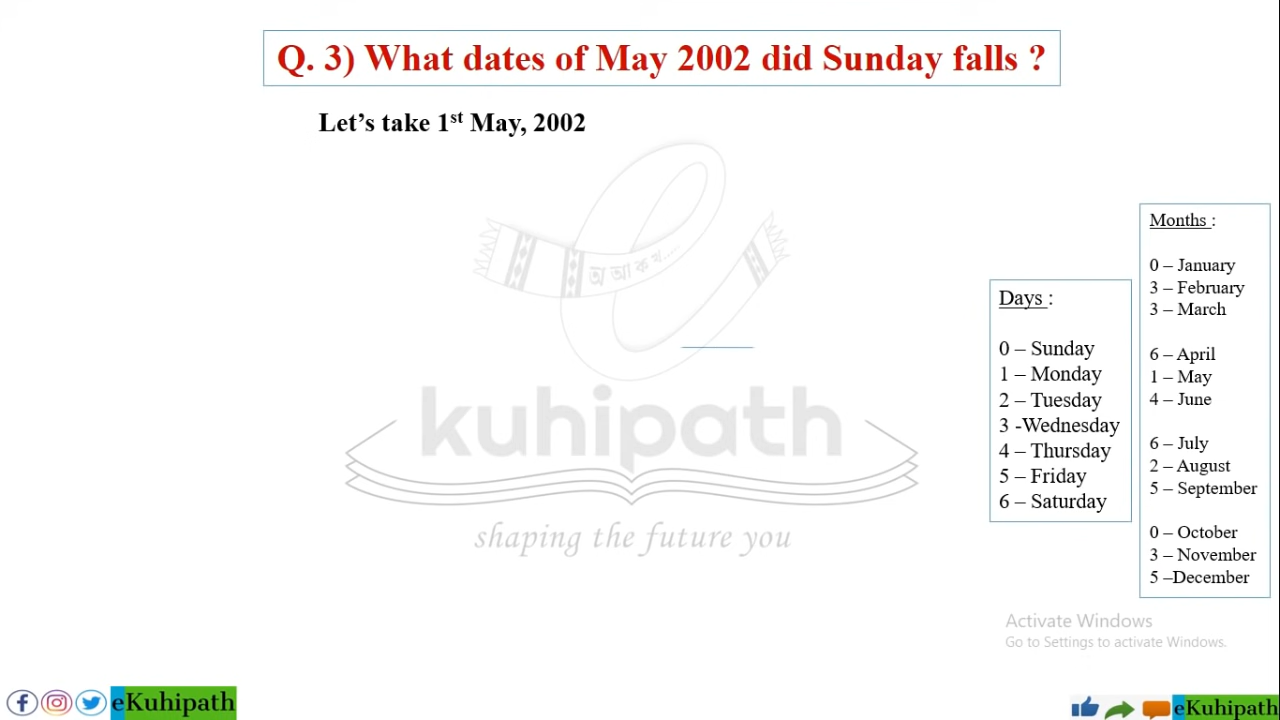 Q. 3) What dates of May 2002 did Sunday falls ?
Let's take 1st May, 2002
অ আ ক খ....
kuhipath
shaping the future you
Days :
0 – Sunday
1 – Monday
2 – Tuesday
3 -Wednesday
4 – Thursday
5 – Friday
6 – Saturday
Months :
0 – January
3 – February
3 – March
6 – April
1 – May
4 – June
6 – July
2 – August
5 – September
0 – October
3 – November
5 –December
Activate Windows
Go to Settings to activate Windows.
eKuhipath
eKuhipath